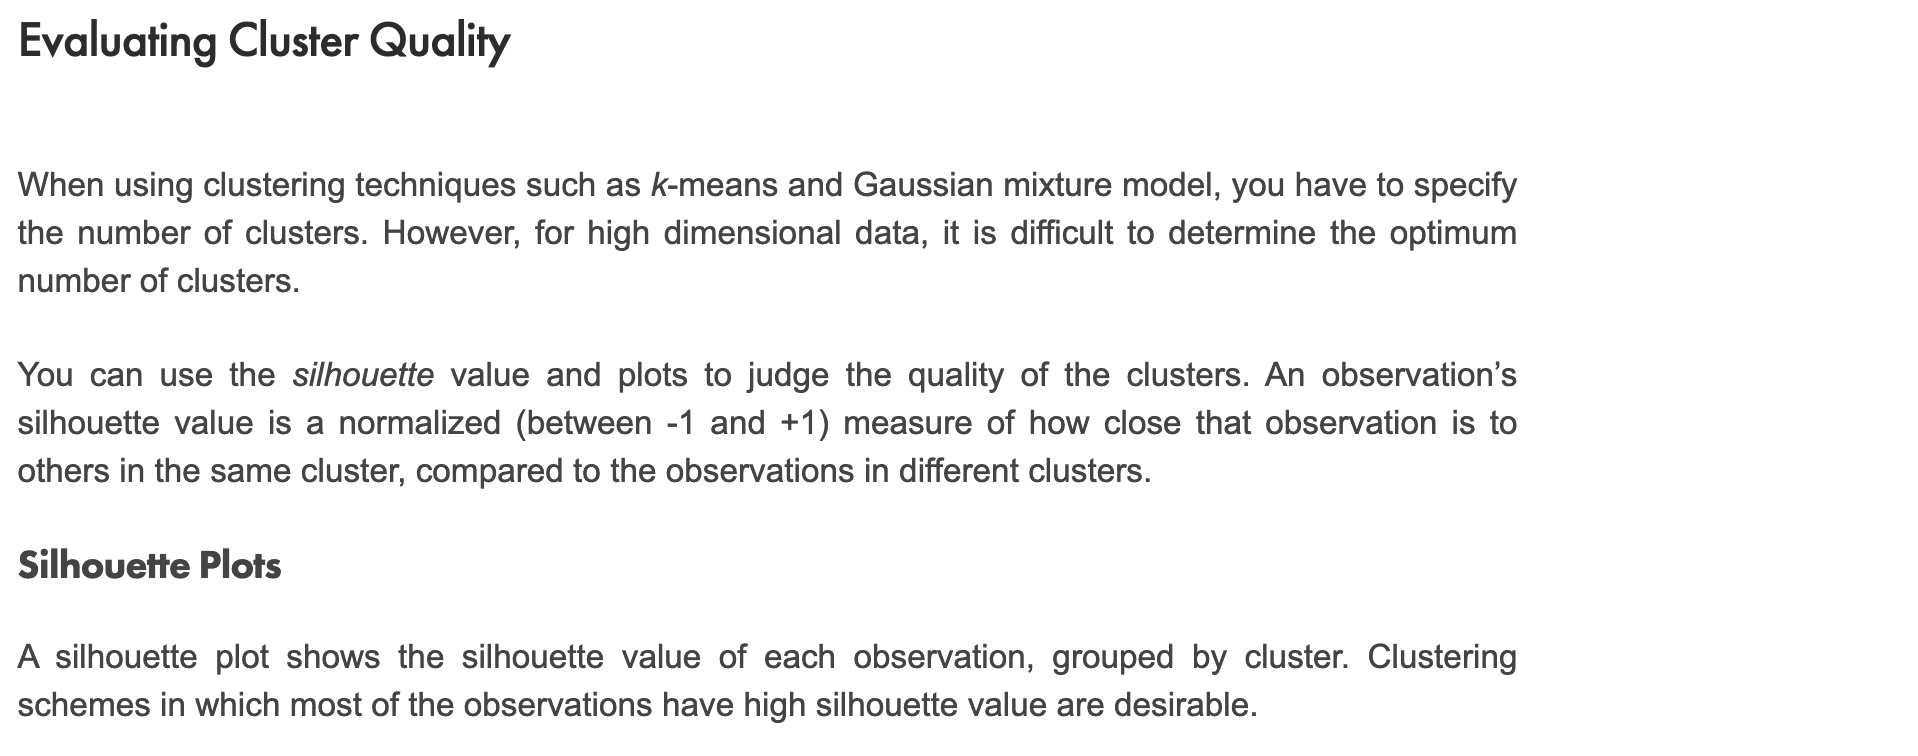 Evaluating Cluster Quality
When using clustering techniques such as k-means and Gaussian mixture model, you have to specify
the number of clusters. However, for high dimensional data, it is difficult to determine the optimum
number of clusters.
You can use the silhouette value and plots to judge the quality of the clusters. An observation’s
silhouette value is a normalized (between -1 and +1) measure of how close that observation is to
others in the same cluster, compared to the observations in different clusters.
Silhouette Plots
A silhouette plot shows the silhouette value of each observation, grouped by cluster. Clustering
schemes in which most of the observations have high silhouette value are desirable.